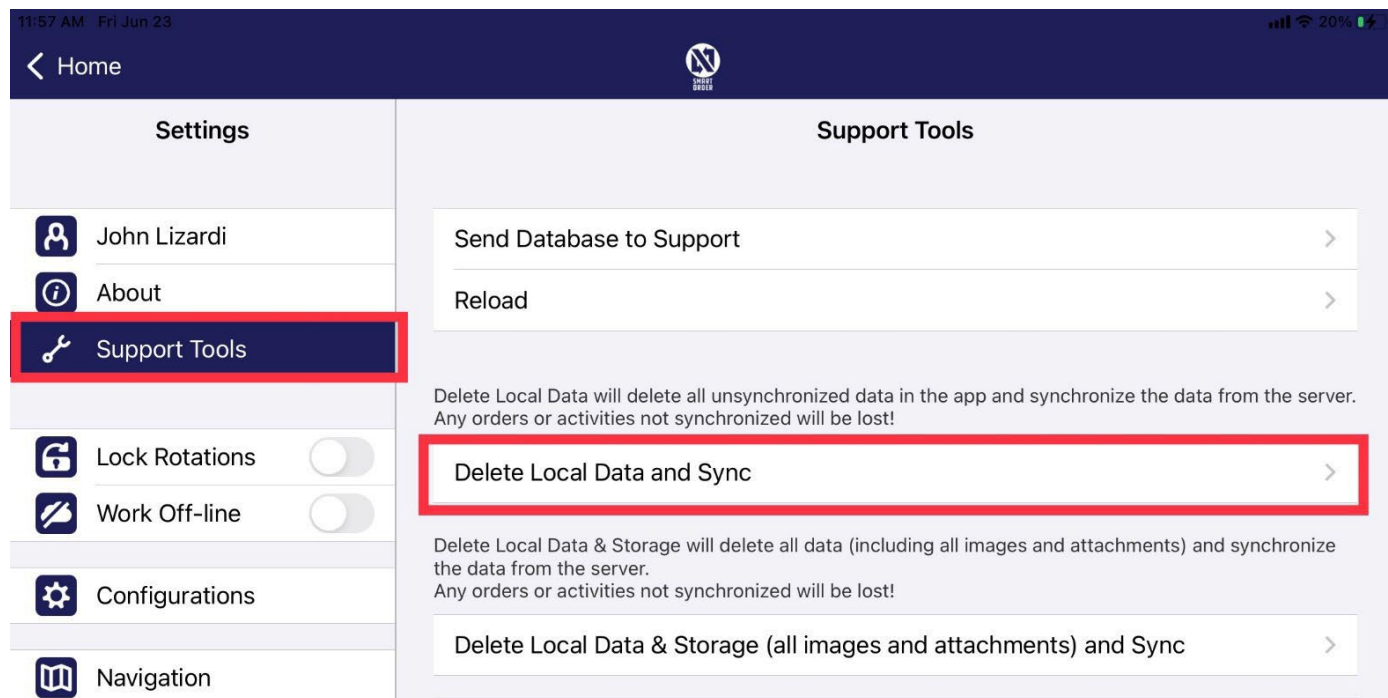 11:57 AM Fri Jun 23
20%
Home
SMART
ORDER
Settings
Support Tools
John Lizardi
About
Support Tools
Lock Rotations
Work Off-line
Configurations
Navigation
Send Database to Support
Reload
Delete Local Data will delete all unsynchronized data in the app and synchronize the data from the server.
Any orders or activities not synchronized will be lost!
Delete Local Data and Sync
Delete Local Data & Storage will delete all data (including all images and attachments) and synchronize
the data from the server.
Any orders or activities not synchronized will be lost!
Delete Local Data & Storage (all images and attachments) and Sync